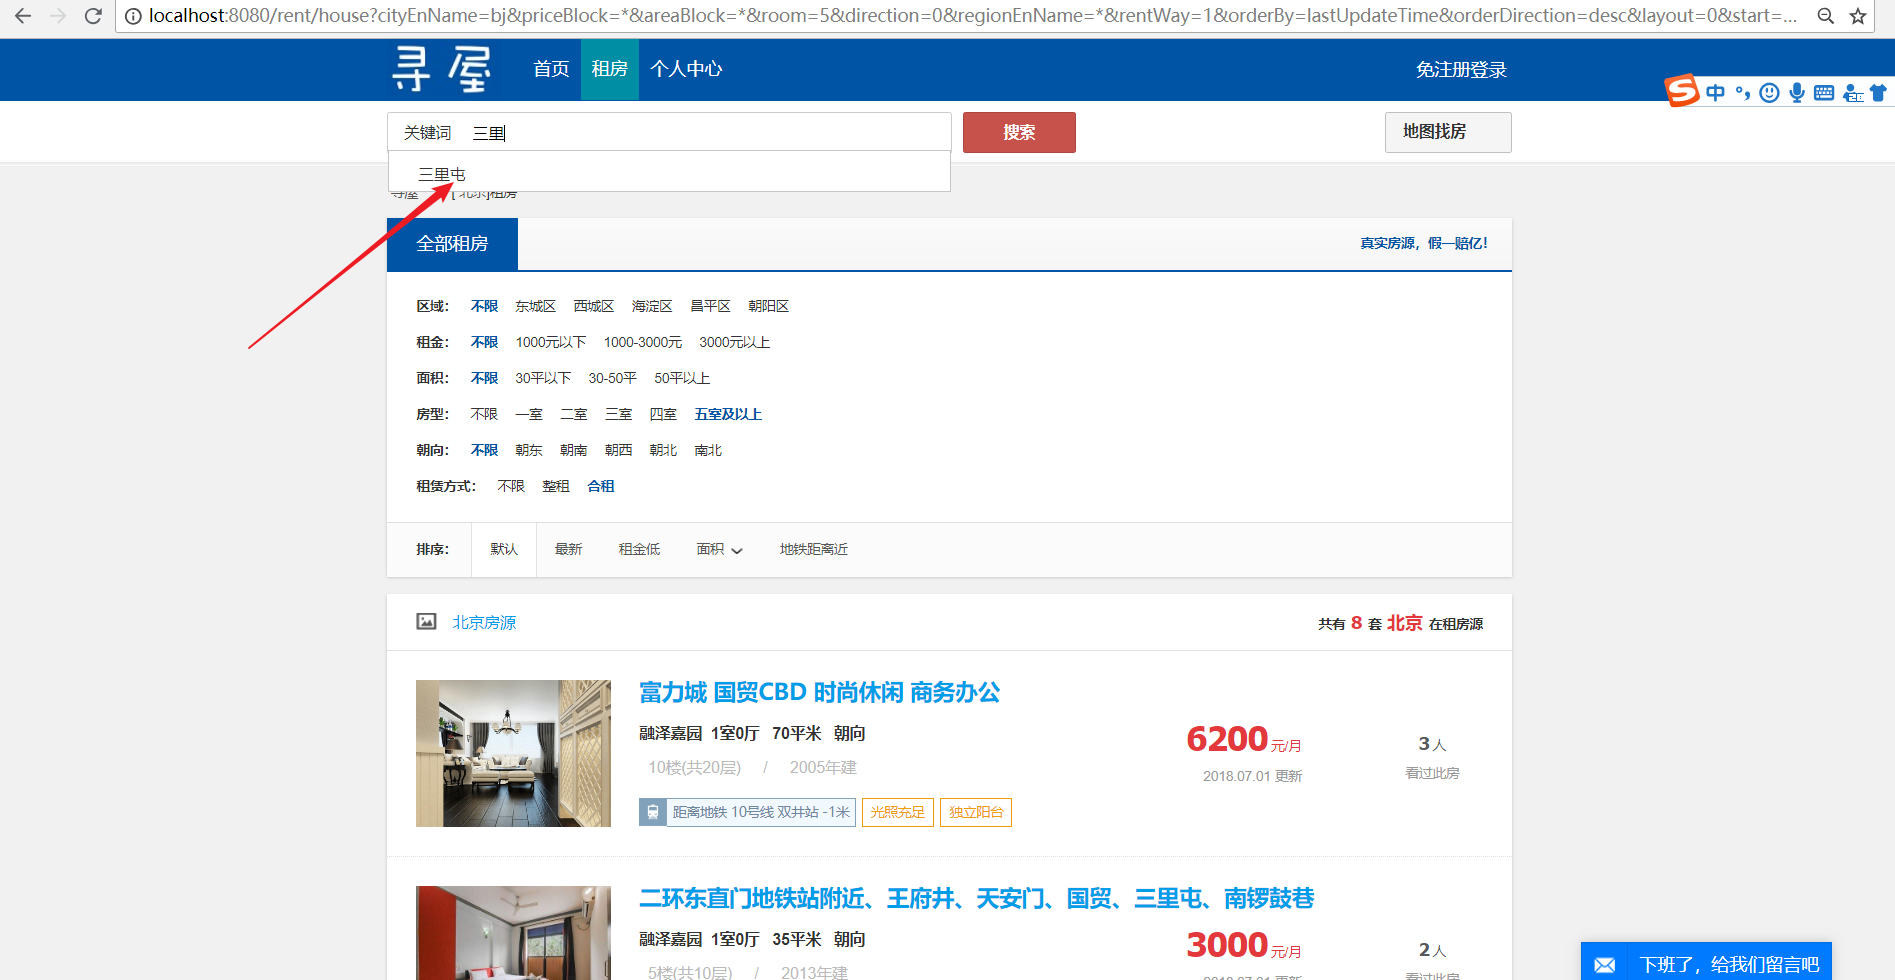 localhost:8080/rent/house?cityEnName=bj&priceBlock=*&areaBlock=*&room=5&direction=0&regionEnName=*&rentWay=1&orderBy=lastUpdateTime&orderDirection=desc&layout=0&start=...
寻屋 首页 租房 个人中心 免注册登录
S 中
关键词 三里 搜索 地图找房
三里屯
寻屋 [ 北京]租房
全部租房 真实房源，假一赔亿！
区域： 不限 东城区 西城区 海淀区 昌平区 朝阳区
租金： 不限 1000元以下 1000-3000元 3000元以上
面积： 不限 30平以下 30-50平 50平以上
房型： 不限 一室 二室 三室 四室 五室及以上
朝向： 不限 朝东 朝南 朝西 朝北 南北
租赁方式： 不限 整租 合租
排序： 默认 最新 租金低 面积 地铁距离近
北京房源 共有 8 套 北京 在租房源
富力城 国贸CBD 时尚休闲 商务办公
融泽嘉园 1室0厅 70平米 朝向
6200元/月 3人
10楼(共20层) / 2005年建
2018.07.01 更新 看过此房
距离地铁 10号线 双井站 -1米 光照充足 独立阳台
二环东直门地铁站附近、王府井、天安门、国贸、三里屯、南锣鼓巷
融泽嘉园 1室0厅 35平米 朝向
3000元/月 2人
5楼(共10层) / 2013年建
2018.07.01 更新 看过此房
下班了，给我们留言吧